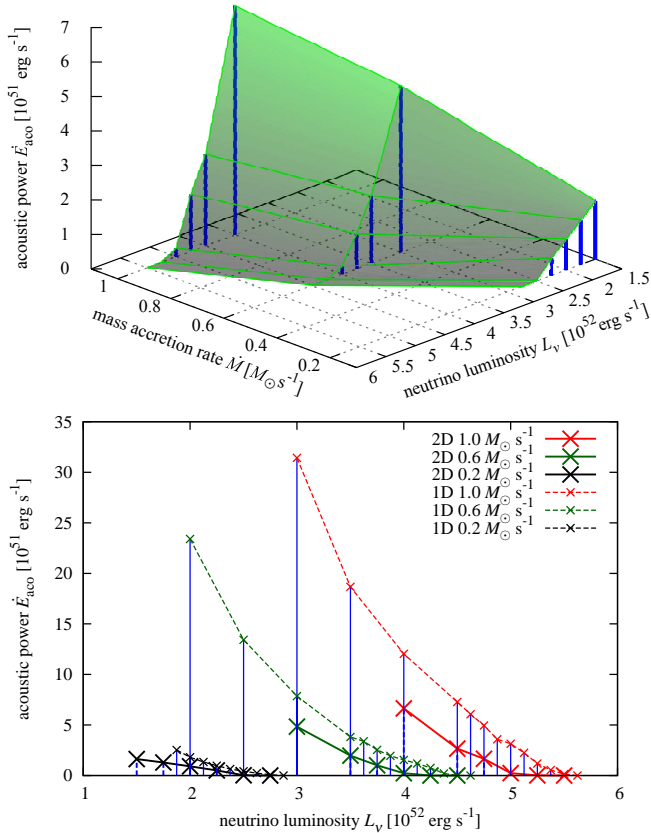 7
6
5
4
3
2
1
0
acoustic power Ė_aco [10^51 erg s^-1]
1
0.8
0.6
0.4
0.2
mass accretion rate Ṁ [M_⊙ s^-1]
6
5.5
5
4.5
4
3.5
3
2.5
2
1.5
neutrino luminosity L_ν [10^52 erg s^-1]
35
30
25
20
15
10
5
0
acoustic power Ė_aco [10^51 erg s^-1]
2D 1.0 M_⊙ s^-1
2D 0.6 M_⊙ s^-1
2D 0.2 M_⊙ s^-1
1D 1.0 M_⊙ s^-1
1D 0.6 M_⊙ s^-1
1D 0.2 M_⊙ s^-1
1 2 3 4 5 6
neutrino luminosity L_ν [10^52 erg s^-1]